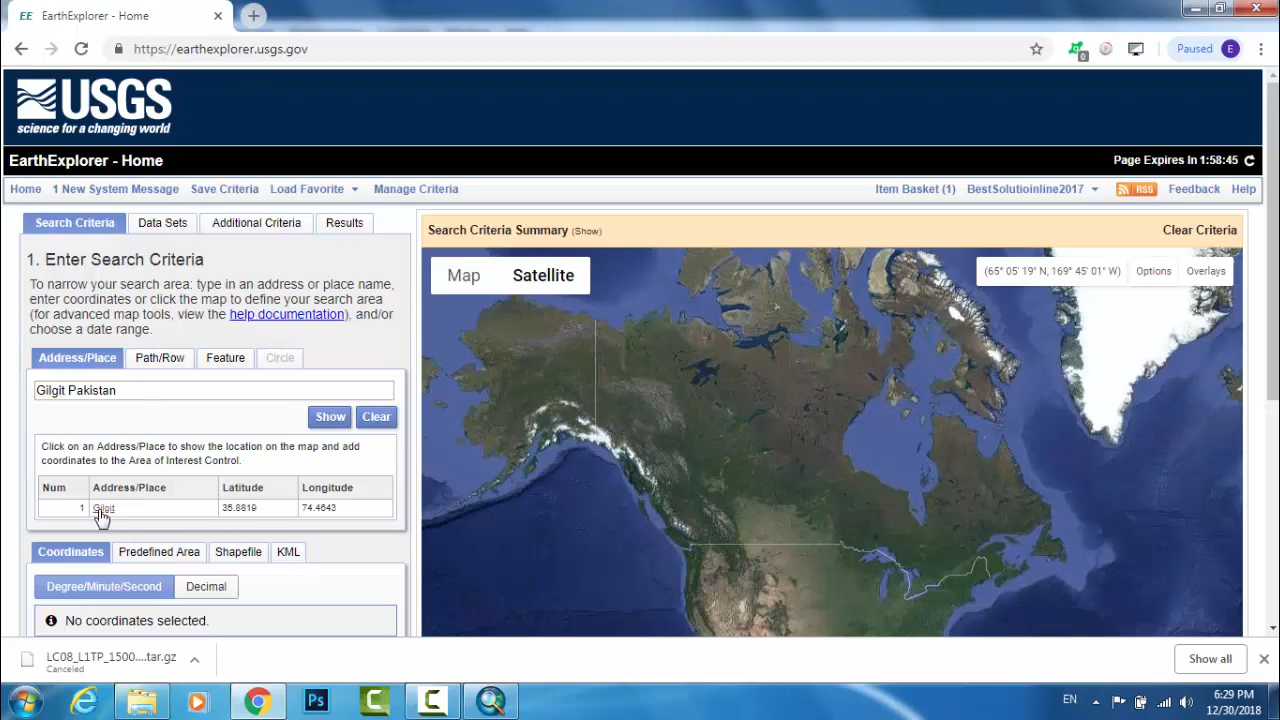 EE EarthExplorer - Home
https://earthexplorer.usgs.gov
0
Paused E
USGS
science for a changing world
EarthExplorer - Home
Page Expires In 1:58:45
Home 1 New System Message Save Criteria Load Favorite Manage Criteria
Item Basket (1) BestSolutioinline2017 RSS Feedback Help
Search Criteria Data Sets Additional Criteria Results
1. Enter Search Criteria
To narrow your search area: type in an address or place name,
enter coordinates or click the map to define your search area
(for advanced map tools, view the help documentation), and/or
choose a date range.
Address/Place Path/Row Feature Circle
Gilgit Pakistan
Show Clear
Click on an Address/Place to show the location on the map and add
coordinates to the Area of Interest Control.
Num Address/Place Latitude Longitude
1 Gilgit 35.8819 74.4643
Coordinates Predefined Area Shapefile KML
Degree/Minute/Second Decimal
No coordinates selected.
Search Criteria Summary (Show)
Clear Criteria
Map Satellite
(65° 05' 19" N, 169° 45' 01" W) Options Overlays
LC08_L1TP_1500....tar.gz
Canceled
Show all
Ps
EN
6:29 PM
12/30/2018